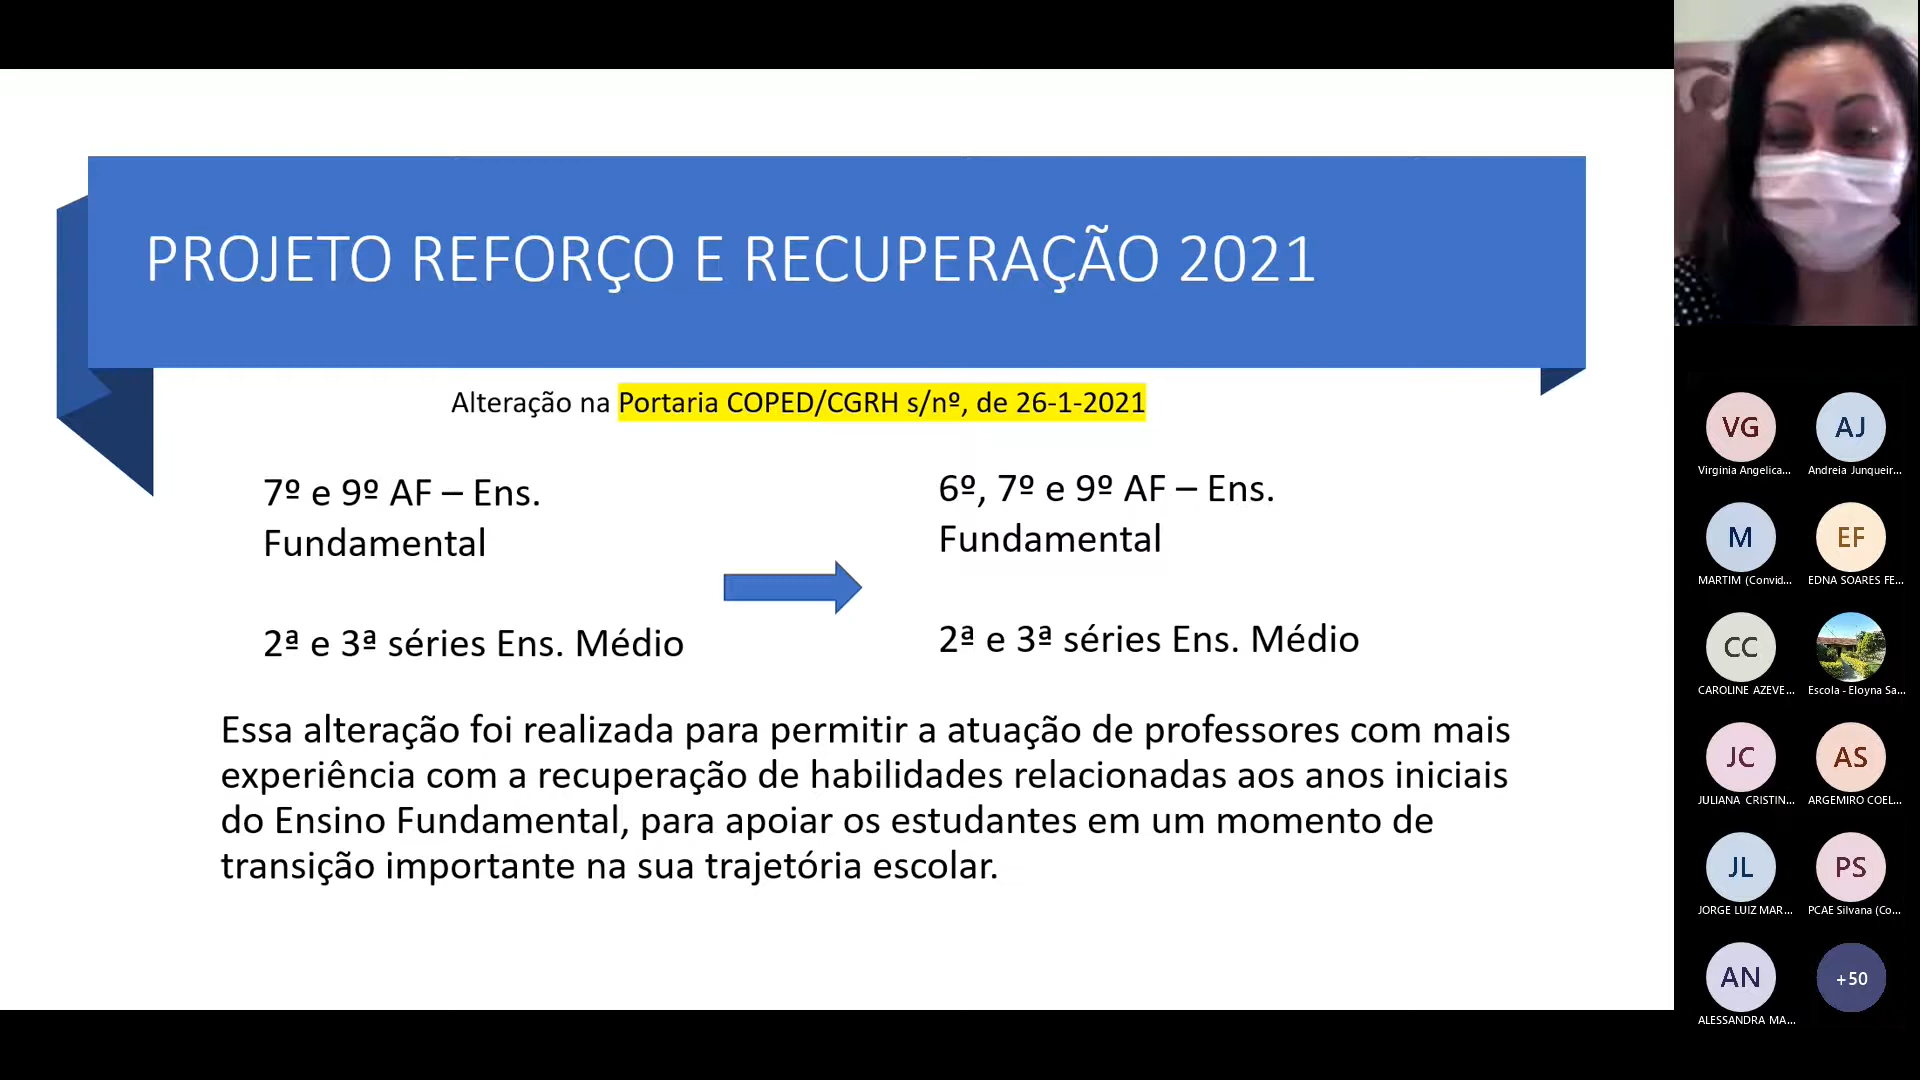 PROJETO REFORÇO E RECUPERAÇÃO 2021
Alteração na Portaria COPED/CGRH s/nº, de 26-1-2021
7º e 9º AF – Ens.
Fundamental
2ª e 3ª séries Ens. Médio
6º, 7º e 9º AF – Ens.
Fundamental
2ª e 3ª séries Ens. Médio
Essa alteração foi realizada para permitir a atuação de professores com mais
experiência com a recuperação de habilidades relacionadas aos anos iniciais
do Ensino Fundamental, para apoiar os estudantes em um momento de
transição importante na sua trajetória escolar.
VG
AJ
Virginia Angelica...
Andreia Junqueir...
M
EF
MARTIM (Convid...
EDNA SOARES FE...
CC
CAROLINE AZEVE...
Escola - Eloyna Sa...
JC
AS
JULIANA CRISTIN...
ARGEMIRO COEL...
JL
PS
JORGE LUIZ MAR...
PCAE Silvana (Co...
AN
+50
ALESSANDRA MA...